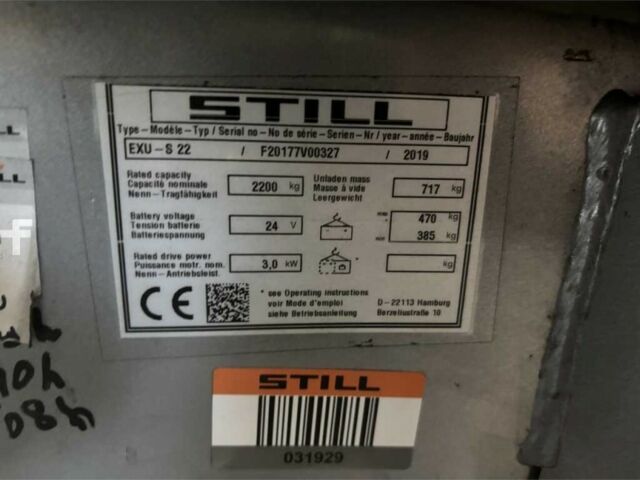 STILL
Type – Modèle – Typ / Serial no – No de série – Serien – Nr / year – année – Baujahr
EXU – S 22 / F20177V00327 / 2019
Rated capacity
Capacité nominale 2200 kg
Nenn – Tragfähigkeit
Unladen mass
Masse à vide 717 kg
Leergewicht
Battery voltage
Tension batterie 24 V
Batteriespannung
470 kg
385 kg
Rated drive power
Puissance motr. nom. 3,0 kW
Nenn – Antriebsleist.
kg
CE
* see Operating instructions
voir Mode d'emploi
siehe Betriebsanleitung
D – 22113 Hamburg
Berzeliusstraße 10
STILL
031929